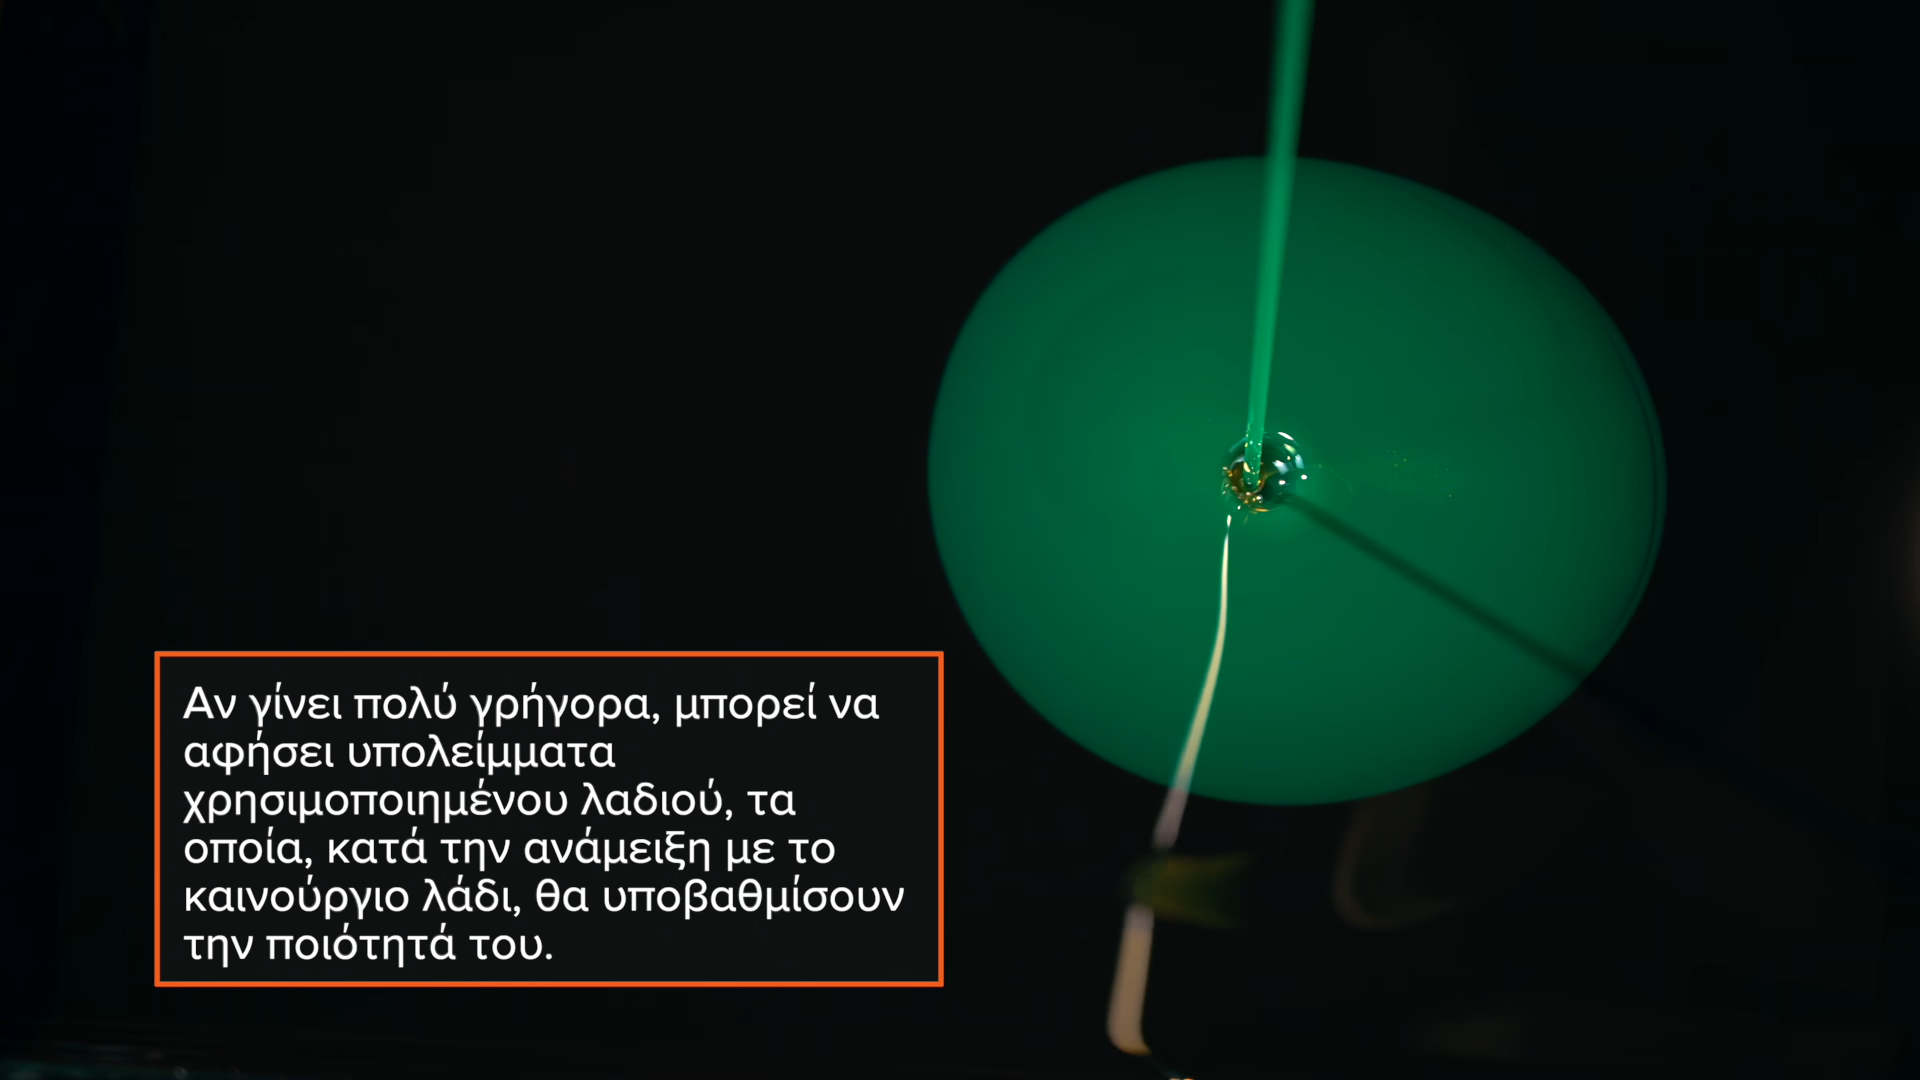 Αν γίνει πολύ γρήγορα, μπορεί να
αφήσει υπολείμματα
χρησιμοποιημένου λαδιού, τα
οποία, κατά την ανάμειξη με το
καινούργιο λάδι, θα υποβαθμίσουν
την ποιότητά του.